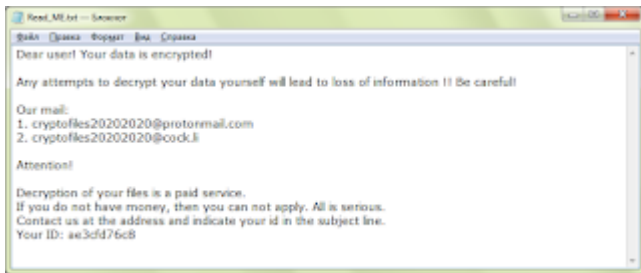 Read_ME.txt — Блокнот
Файл Правка Формат Вид Справка
Dear user! Your data is encrypted!
Any attempts to decrypt your data yourself will lead to loss of information !! Be careful!
Our mail:
1. cryptofiles20202020@protonmail.com
2. cryptofiles20202020@cock.li
Attention!
Decryption of your files is a paid service.
If you do not have money, then you can not apply. All is serious.
Contact us at the address and indicate your id in the subject line.
Your ID: ae3cfd76c8